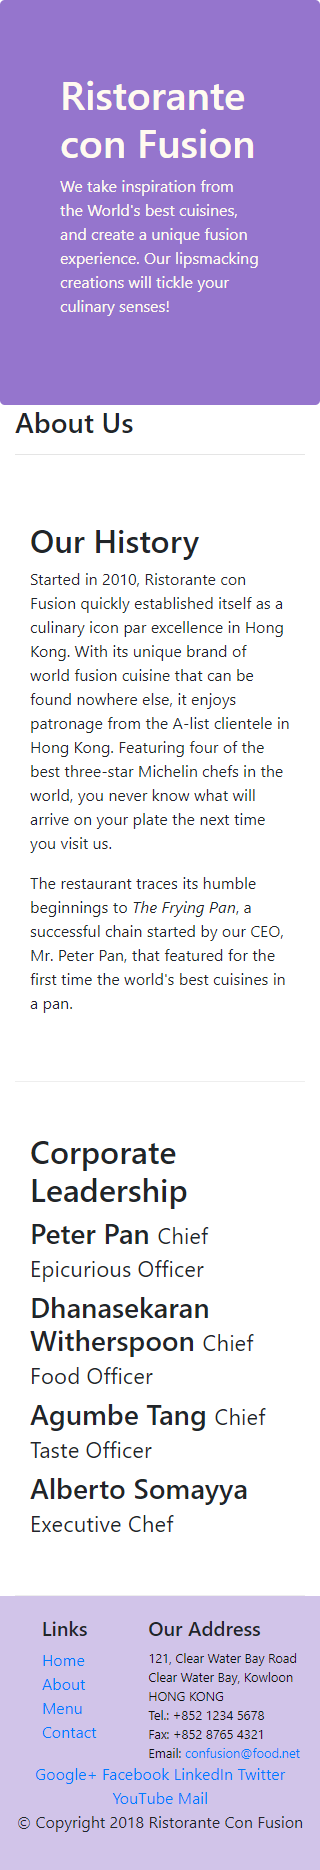 Ristorante
con Fusion
We take inspiration from
the World's best cuisines,
and create a unique fusion
experience. Our lipsmacking
creations will tickle your
culinary senses!
About Us
Our History
Started in 2010, Ristorante con
Fusion quickly established itself as a
culinary icon par excellence in Hong
Kong. With its unique brand of
world fusion cuisine that can be
found nowhere else, it enjoys
patronage from the A-list clientele in
Hong Kong. Featuring four of the
best three-star Michelin chefs in the
world, you never know what will
arrive on your plate the next time
you visit us.
The restaurant traces its humble
beginnings to The Frying Pan, a
successful chain started by our CEO,
Mr. Peter Pan, that featured for the
first time the world's best cuisines in
a pan.
Corporate
Leadership
Peter Pan Chief
Epicurious Officer
Dhanasekaran
Witherspoon Chief
Food Officer
Agumbe Tang Chief
Taste Officer
Alberto Somayya
Executive Chef
Links
Home
About
Menu
Contact
Our Address
121, Clear Water Bay Road
Clear Water Bay, Kowloon
HONG KONG
Tel.: +852 1234 5678
Fax: +852 8765 4321
Email: confusion@food.net
Google+ Facebook LinkedIn Twitter
YouTube Mail
© Copyright 2018 Ristorante Con Fusion